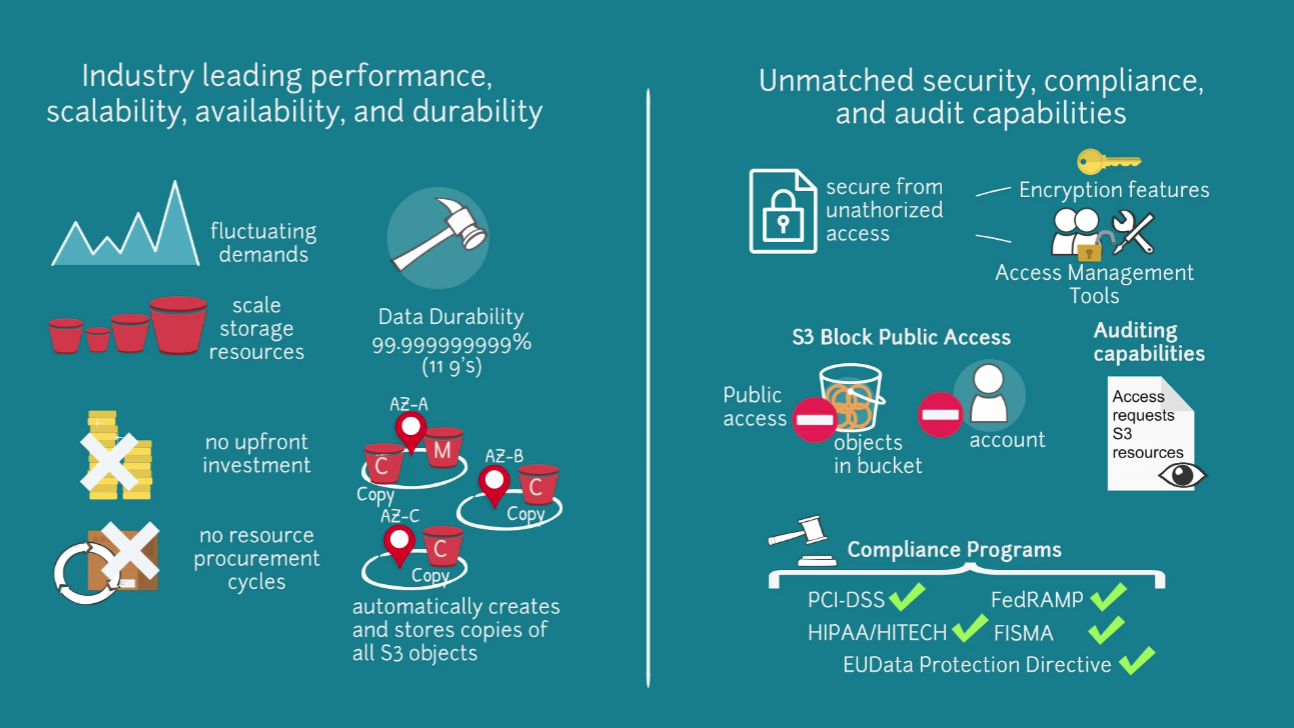 Industry leading performance,
scalability, availability, and durability
fluctuating
demands
scale
storage
resources
no upfront
investment
no resource
procurement
cycles
Data Durability
99.999999999%
(11 9's)
AZ-A
C
M
Copy
AZ-B
C
Copy
AZ-C
C
Copy
automatically creates
and stores copies of
all S3 objects
Unmatched security, compliance,
and audit capabilities
secure from
unathorized
access
Encryption features
Access Management
Tools
S3 Block Public Access
Public
access
objects
in bucket
account
Auditing
capabilities
Access
requests
S3
resources
Compliance Programs
PCI-DSS
FedRAMP
HIPAA/HITECH
FISMA
EUData Protection Directive